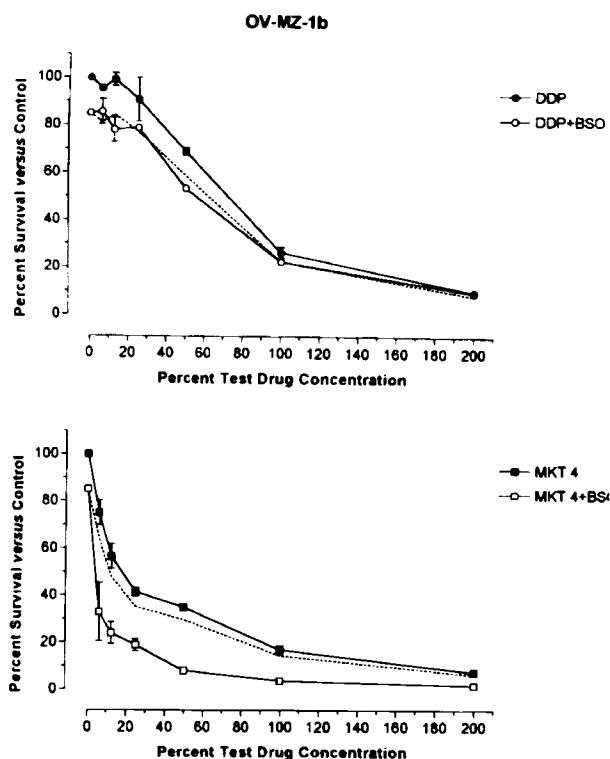 OV-MZ-1b
Percent Survival versus Control
100
80
60
40
20
0
DDP
DDP+BSO
0 20 40 60 80 100 120 140 160 180 200
Percent Test Drug Concentration
Percent Survival versus Control
100
80
60
40
20
0
MKT 4
MKT 4+BS
0 20 40 60 80 100 120 140 160 180 200
Percent Test Drug Concentration